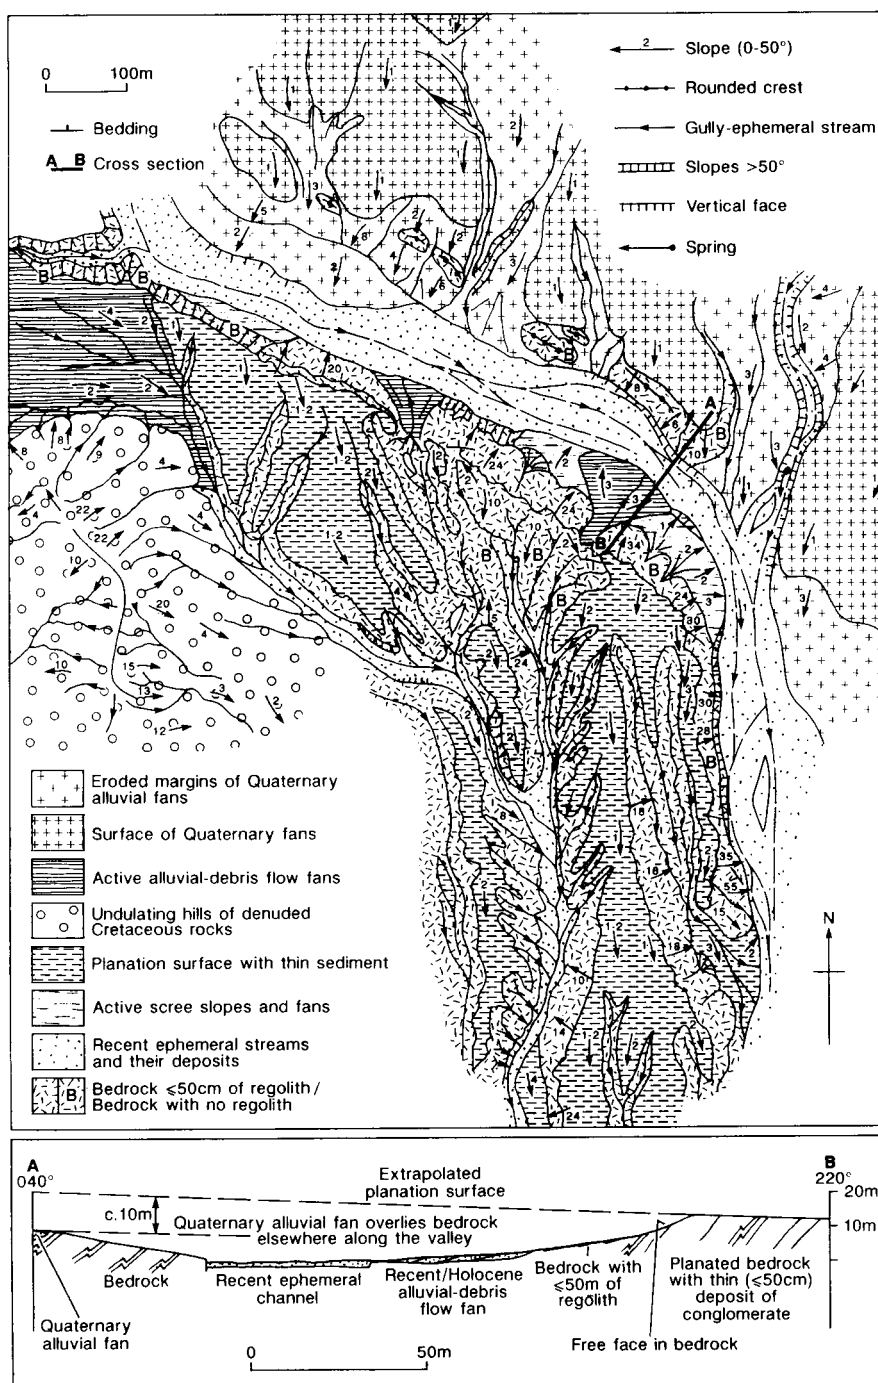 0 100m
Bedding
A B Cross section
2 Slope (0-50°)
Rounded crest
Gully-ephemeral stream
Slopes >50°
Vertical face
Spring
A
B
N
Eroded margins of Quaternary
alluvial fans
Surface of Quaternary fans
Active alluvial-debris flow fans
Undulating hills of denuded
Cretaceous rocks
Planation surface with thin sediment
Active scree slopes and fans
Recent ephemeral streams
and their deposits
B Bedrock ≤50cm of regolith/
Bedrock with no regolith
A B
040° 220°
Extrapolated
planation surface
20m
c.10m
Quaternary alluvial fan overlies bedrock
elsewhere along the valley
10m
Bedrock
Recent ephemeral
channel
Recent/Holocene
alluvial-debris
flow fan
Bedrock with
≤50m of
regolith
Planated bedrock
with thin (≤50cm)
deposit of
conglomerate
Quaternary
alluvial fan
Free face in bedrock
0 50m